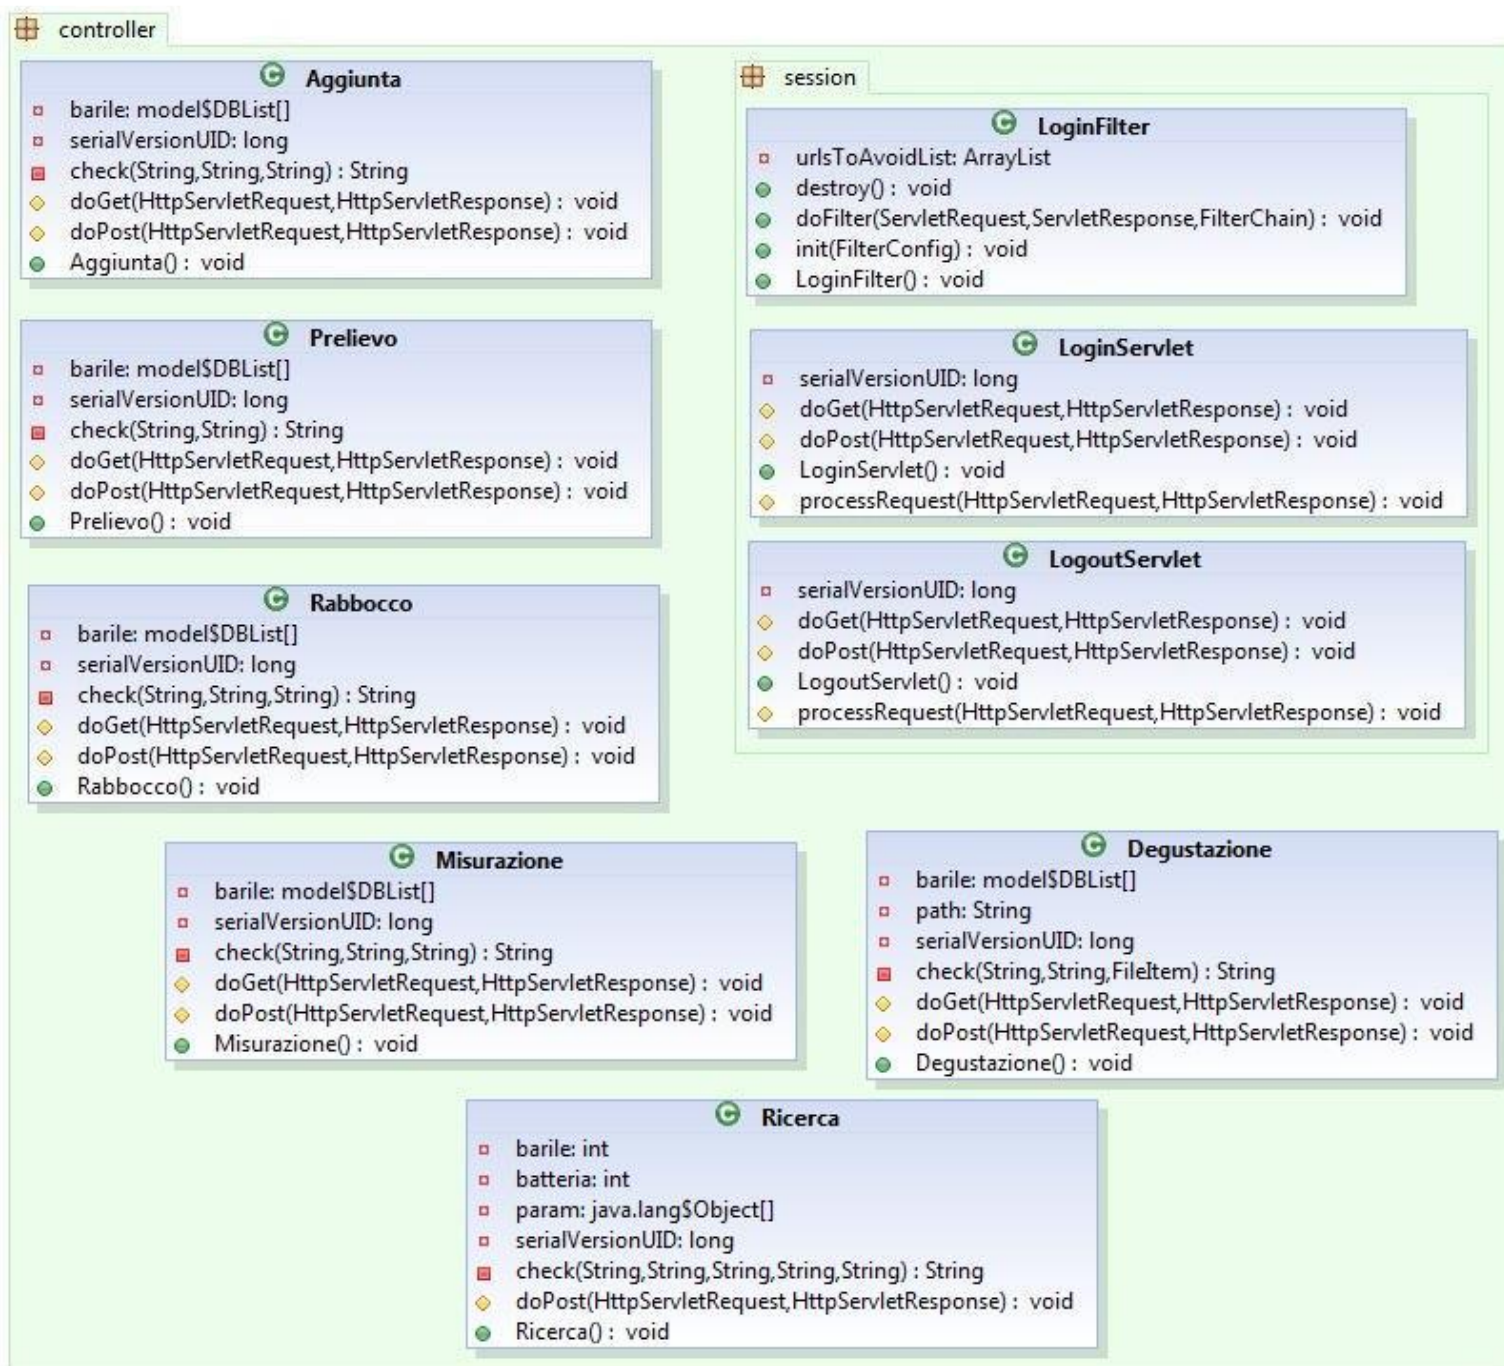 controller
Aggiunta
barile: model$DBList[]
serialVersionUID: long
check(String,String,String) : String
doGet(HttpServletRequest,HttpServletResponse) : void
doPost(HttpServletRequest,HttpServletResponse) : void
Aggiunta() : void
Prelievo
barile: model$DBList[]
serialVersionUID: long
check(String,String) : String
doGet(HttpServletRequest,HttpServletResponse) : void
doPost(HttpServletRequest,HttpServletResponse) : void
Prelievo() : void
Rabbocco
barile: model$DBList[]
serialVersionUID: long
check(String,String,String) : String
doGet(HttpServletRequest,HttpServletResponse) : void
doPost(HttpServletRequest,HttpServletResponse) : void
Rabbocco() : void
session
LoginFilter
urlsToAvoidList: ArrayList
destroy() : void
doFilter(ServletRequest,ServletResponse,FilterChain) : void
init(FilterConfig) : void
LoginFilter() : void
LoginServlet
serialVersionUID: long
doGet(HttpServletRequest,HttpServletResponse) : void
doPost(HttpServletRequest,HttpServletResponse) : void
LoginServlet() : void
processRequest(HttpServletRequest,HttpServletResponse) : void
LogoutServlet
serialVersionUID: long
doGet(HttpServletRequest,HttpServletResponse) : void
doPost(HttpServletRequest,HttpServletResponse) : void
LogoutServlet() : void
processRequest(HttpServletRequest,HttpServletResponse) : void
Misurazione
barile: model$DBList[]
serialVersionUID: long
check(String,String,String) : String
doGet(HttpServletRequest,HttpServletResponse) : void
doPost(HttpServletRequest,HttpServletResponse) : void
Misurazione() : void
Degustazione
barile: model$DBList[]
path: String
serialVersionUID: long
check(String,String,FileItem) : String
doGet(HttpServletRequest,HttpServletResponse) : void
doPost(HttpServletRequest,HttpServletResponse) : void
Degustazione() : void
Ricerca
barile: int
batteria: int
param: java.lang$Object[]
serialVersionUID: long
check(String,String,String,String,String) : String
doPost(HttpServletRequest,HttpServletResponse) : void
Ricerca() : void